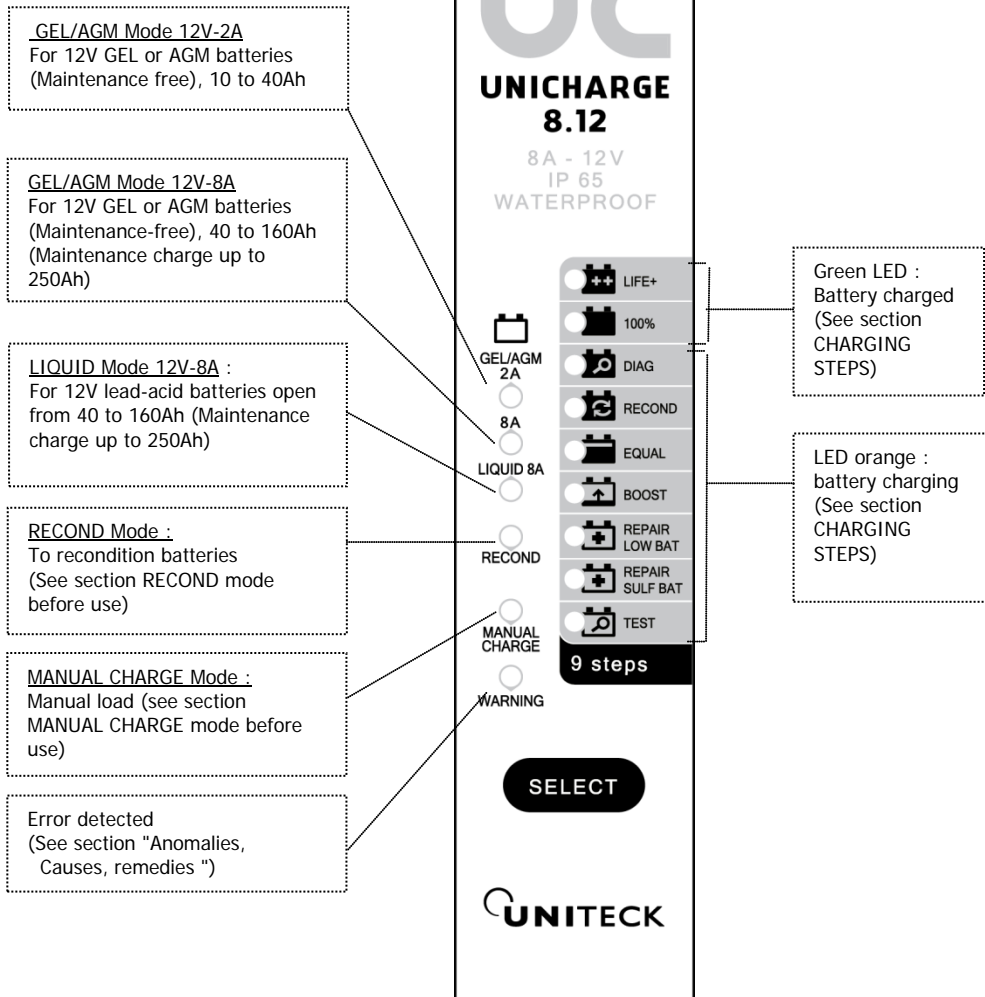 GEL/AGM Mode 12V-2A
For 12V GEL or AGM batteries
(Maintenance free), 10 to 40Ah
GEL/AGM Mode 12V-8A
For 12V GEL or AGM batteries
(Maintenance-free), 40 to 160Ah
(Maintenance charge up to
250Ah)
LIQUID Mode 12V-8A :
For 12V lead-acid batteries open
from 40 to 160Ah (Maintenance
charge up to 250Ah)
RECOND Mode :
To recondition batteries
(See section RECOND mode
before use)
MANUAL CHARGE Mode :
Manual load (see section
MANUAL CHARGE mode before
use)
Error detected
(See section "Anomalies,
Causes, remedies ")
UC
UNICHARGE
8.12
8A - 12V
IP 65
WATERPROOF
GEL/AGM
2A
8A
LIQUID 8A
RECOND
MANUAL
CHARGE
WARNING
LIFE+
100%
DIAG
RECOND
EQUAL
BOOST
REPAIR
LOW BAT
REPAIR
SULF BAT
TEST
9 steps
SELECT
UNITECK
Green LED :
Battery charged
(See section
CHARGING
STEPS)
LED orange :
battery charging
(See section
CHARGING
STEPS)